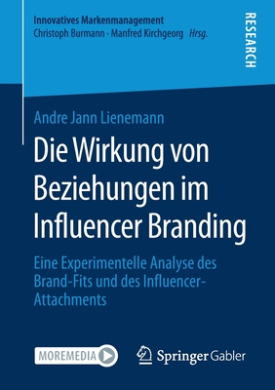 Innovatives Markenmanagement
Christoph Burmann · Manfred Kirchgeorg Hrsg.
RESEARCH
Andre Jann Lienemann
Die Wirkung von
Beziehungen im
Influencer Branding
Eine Experimentelle Analyse des
Brand-Fits und des Influencer-
Attachments
MOREMEDIA
Springer Gabler